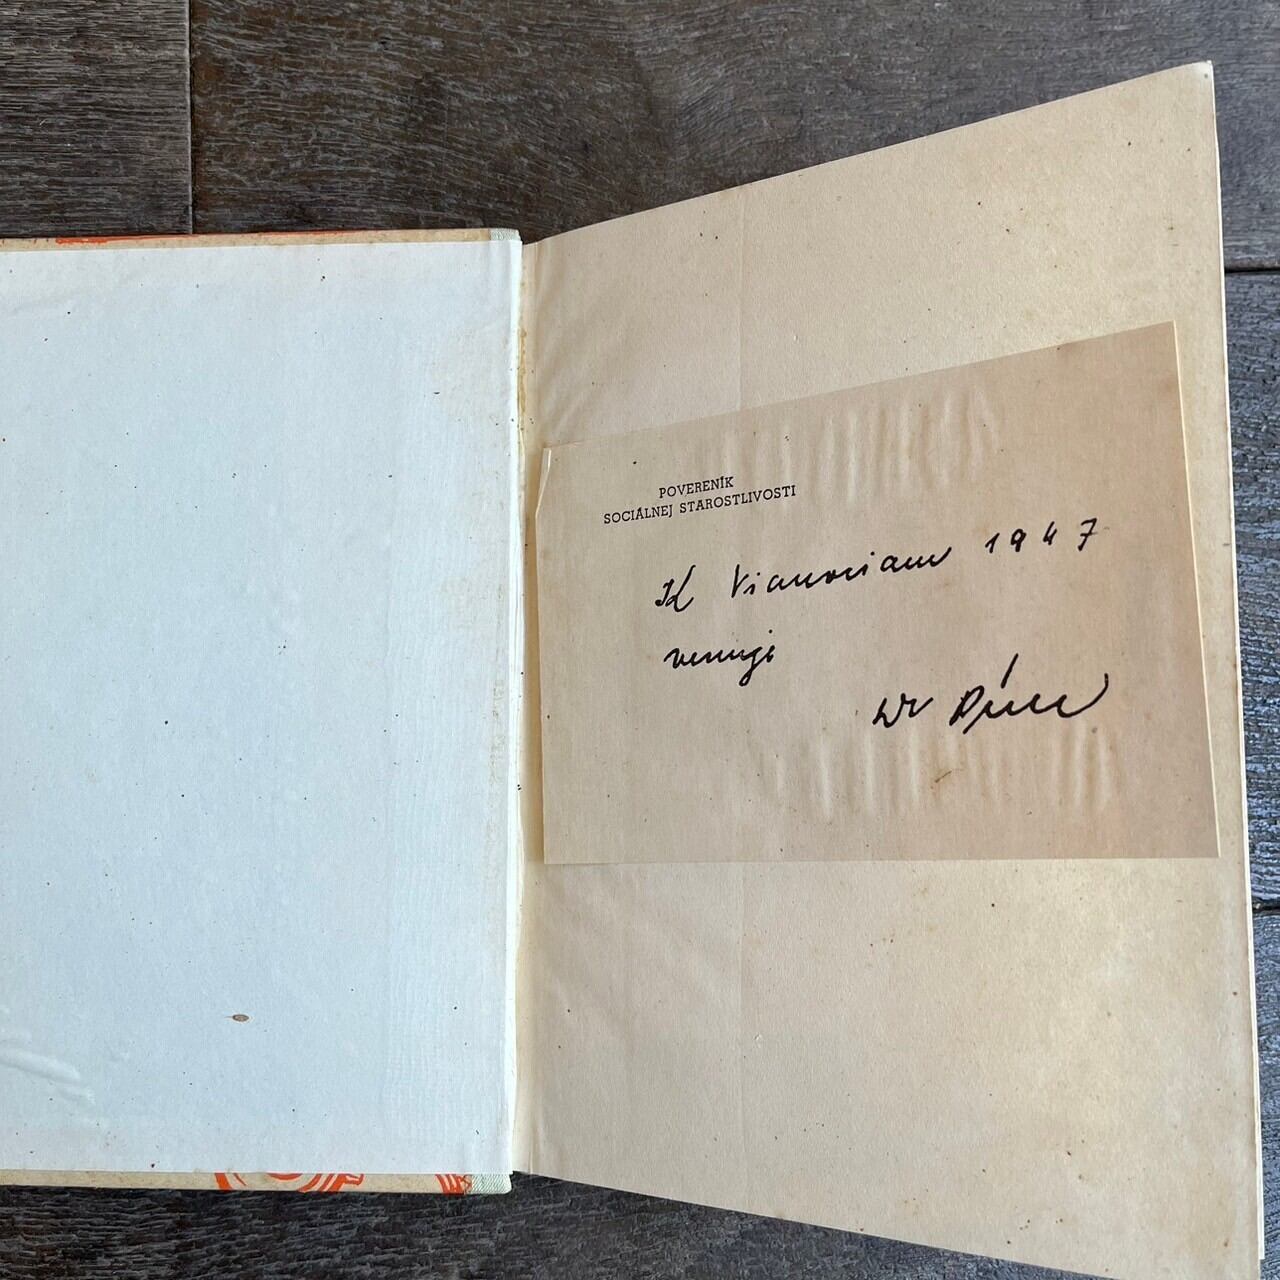 POVERENÍK
SOCIÁLNEJ STAROSTLIVOSTI
K Vianociam 1947
venuje
Dr